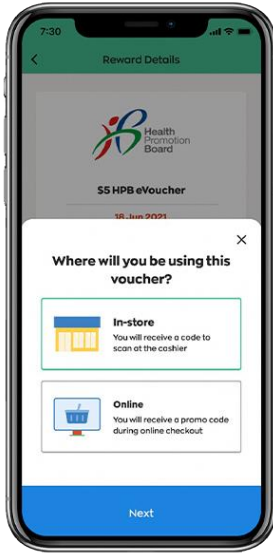 7:30
Reward Details
Health
Promotion
Board
$5 HPB eVoucher
18 Jun 2021
Where will you be using this
voucher?
In-store
You will receive a code to
scan at the cashier
Online
You will receive a promo code
during online checkout
Next